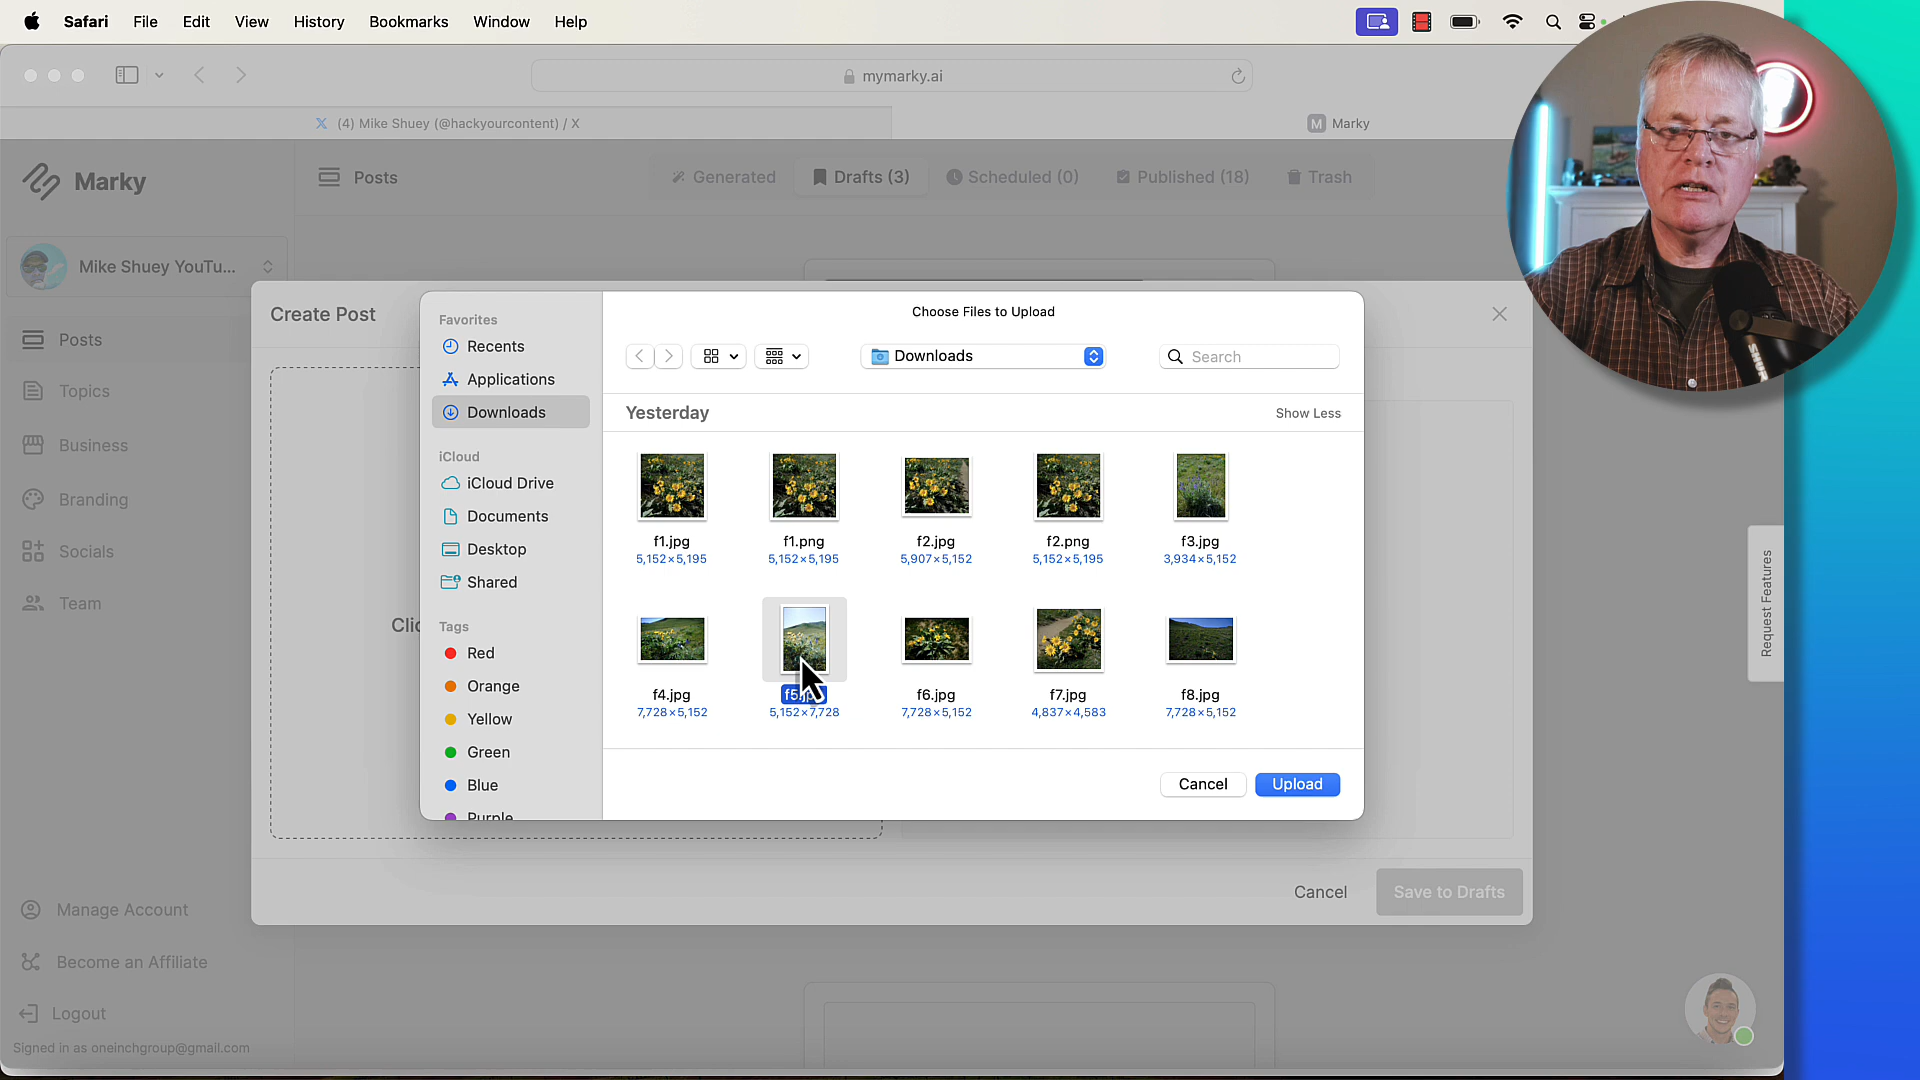 Safari File Edit View History Bookmarks Window Help
mymarky.ai
(4) Mike Shuey (@hackyourcontent) / X
M Marky
Marky
Posts
Generated
Drafts (3)
Scheduled (0)
Published (18)
Trash
Mike Shuey YouTu...
Posts
Topics
Business
Branding
Socials
Team
Manage Account
Become an Affiliate
Logout
Signed in as oneinchgroup@gmail.com
Create Post
Clic
Cancel
Save to Drafts
Request Features
Favorites
Recents
Applications
Downloads
iCloud
iCloud Drive
Documents
Desktop
Shared
Tags
Red
Orange
Yellow
Green
Blue
Purple
Choose Files to Upload
Downloads
Search
Yesterday
Show Less
f1.jpg
5,152×5,195
f1.png
5,152×5,195
f2.jpg
5,907×5,152
f2.png
5,152×5,195
f3.jpg
3,934×5,152
f4.jpg
7,728×5,152
f5.jpg
5,152×7,728
f6.jpg
7,728×5,152
f7.jpg
4,837×4,583
f8.jpg
7,728×5,152
Cancel
Upload
SHURE